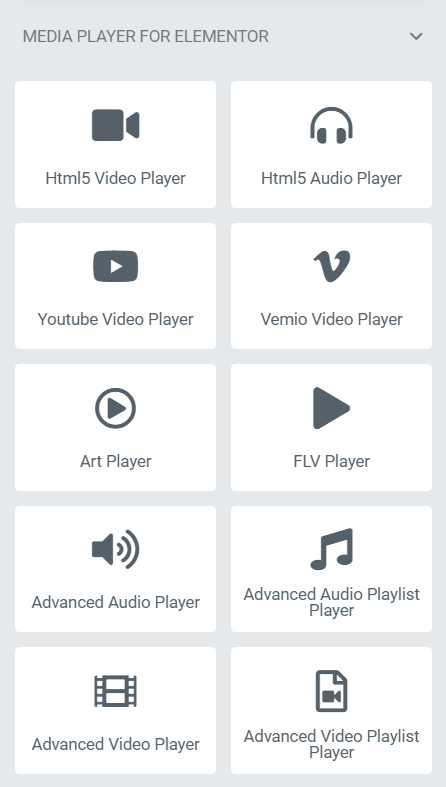 MEDIA PLAYER FOR ELEMENTOR
Html5 Video Player
Html5 Audio Player
Youtube Video Player
Vemio Video Player
Art Player
FLV Player
Advanced Audio Player
Advanced Audio Playlist
Player
Advanced Video Player
Advanced Video Playlist
Player